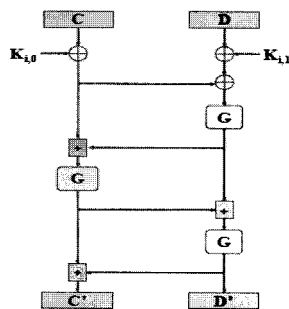 C D
K_{i,0} K_{i,1}
G
+
G
+
G
+
C' D'